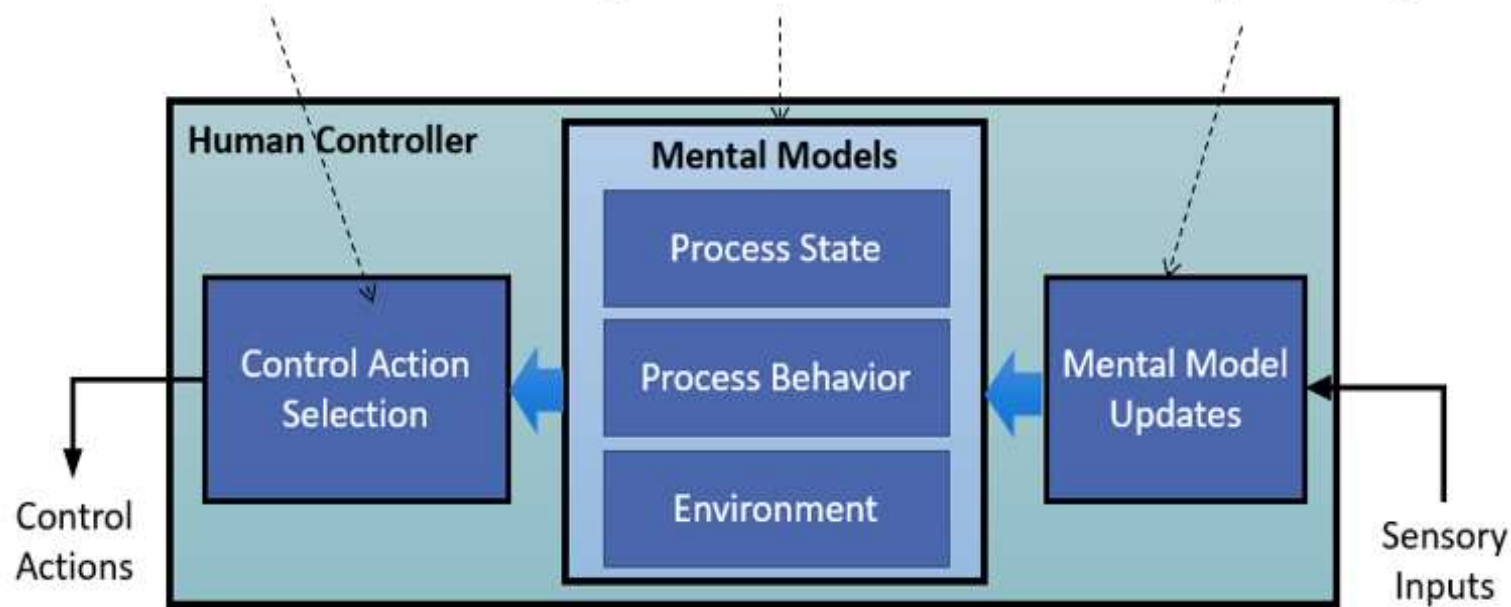 Human Controller
Mental Models
Process State
Control Action
Selection
Process Behavior
Mental Model
Updates
Environment
Control
Actions
Sensory
Inputs